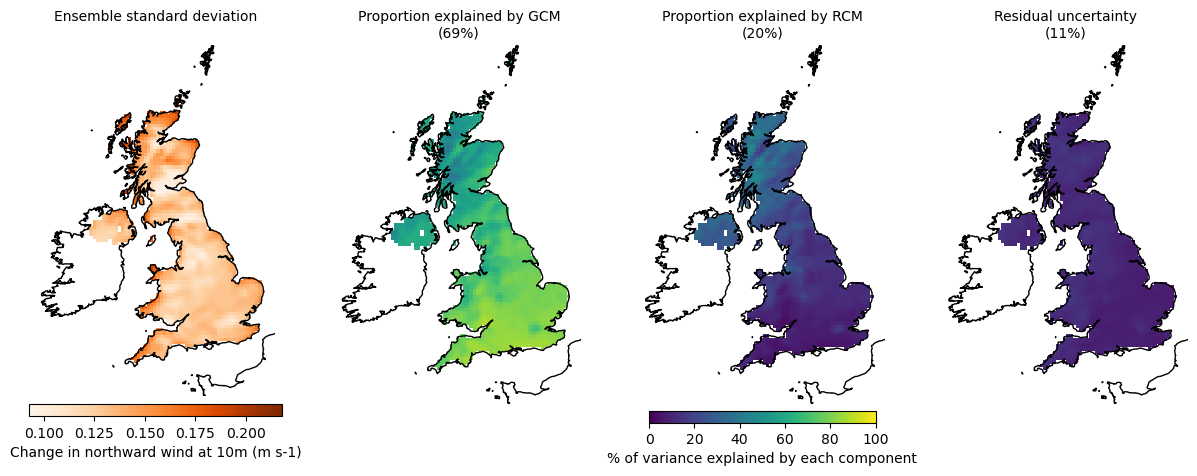 Ensemble standard deviation
Proportion explained by GCM
(69%)
Proportion explained by RCM
(20%)
Residual uncertainty
(11%)
0.100 0.125 0.150 0.175 0.200
Change in northward wind at 10m (m s-1)
0 20 40 60 80 100
% of variance explained by each component